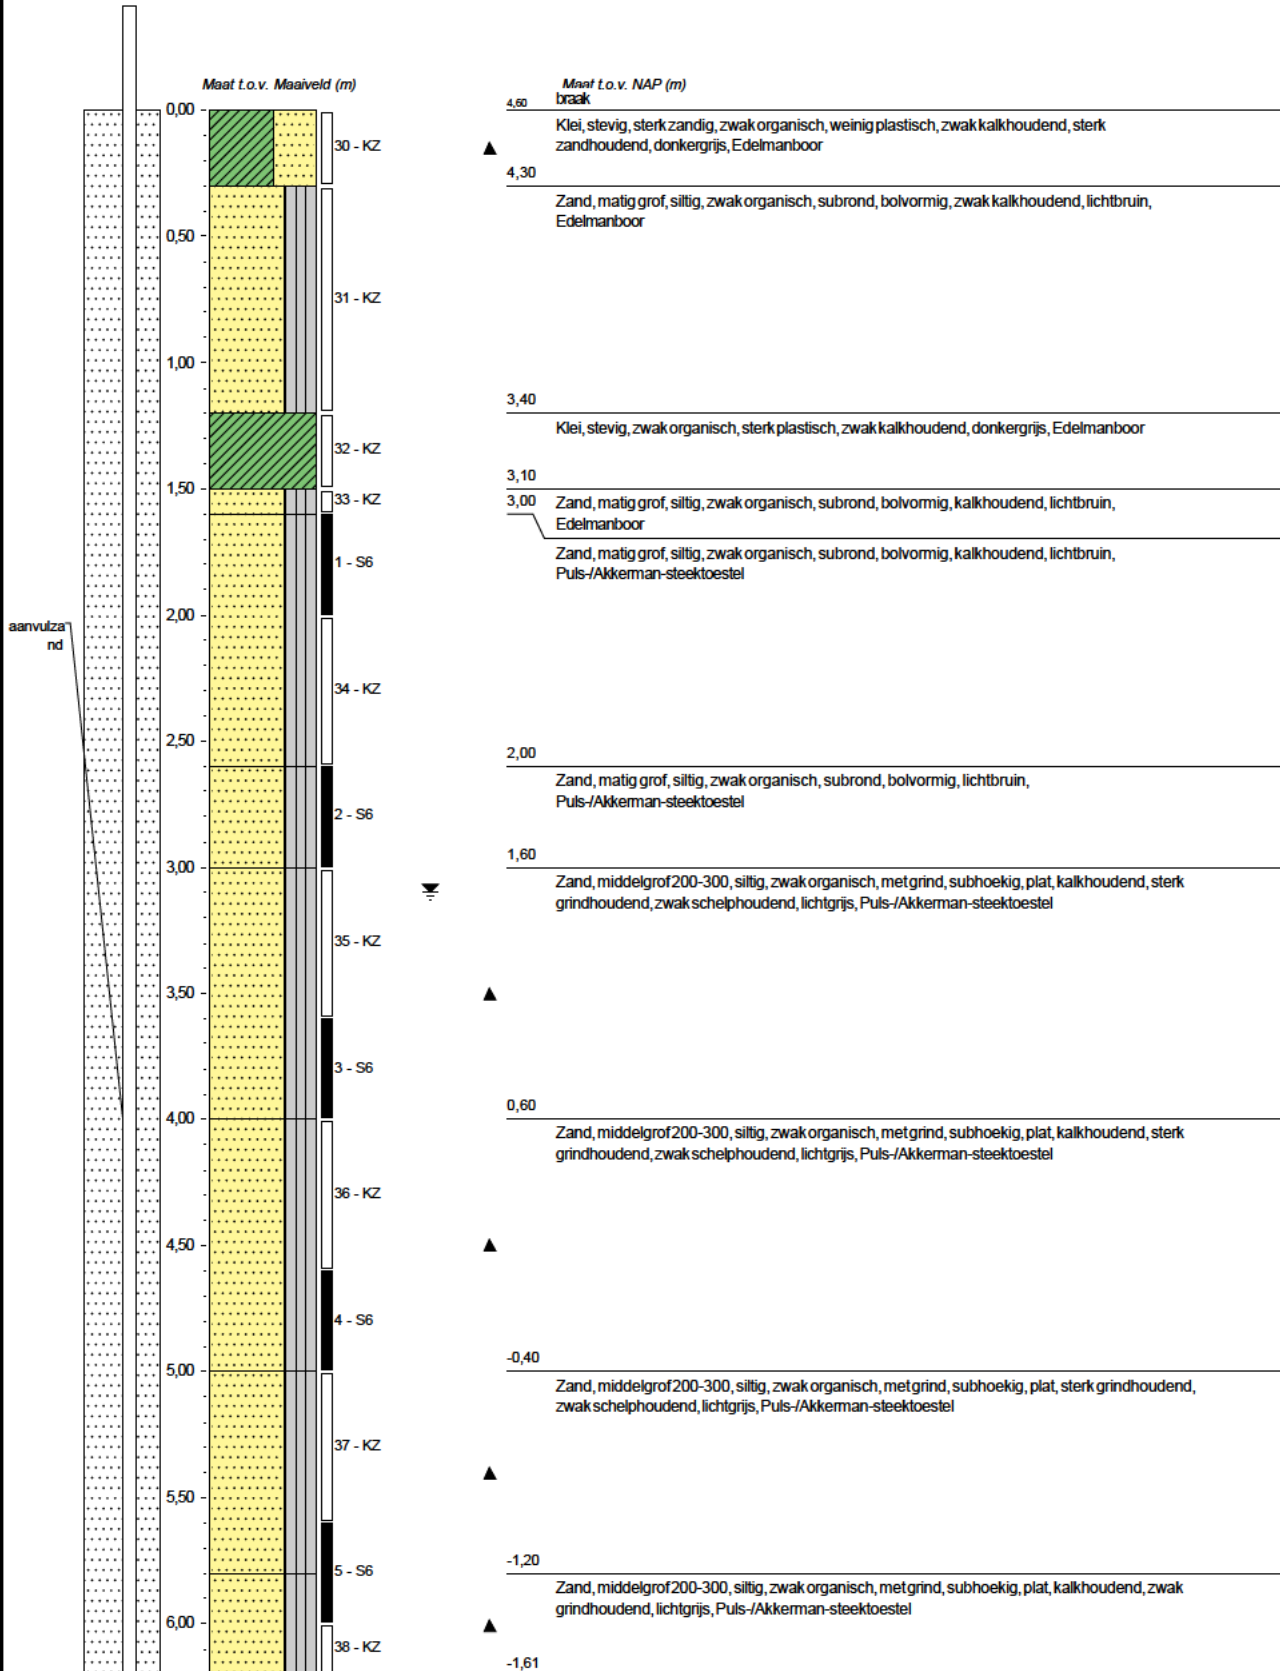 Maat t.o.v. Maaiveld (m)
Maat t.o.v. NAP (m)
0,00
4,60
braak
Klei, stevig, sterk zandig, zwak organisch, weinig plastisch, zwak kalkhoudend, sterk
zandhoudend, donkergrijs, Edelmanboor
30 - KZ
4,30
Zand, matig grof, siltig, zwak organisch, subrond, bolvormig, zwak kalkhoudend, lichtbruin,
Edelmanboor
0,50
31 - KZ
1,00
3,40
Klei, stevig, zwak organisch, sterk plastisch, zwak kalkhoudend, donkergrijs, Edelmanboor
32 - KZ
3,10
1,50
33 - KZ
3,00
Zand, matig grof, siltig, zwak organisch, subrond, bolvormig, kalkhoudend, lichtbruin,
Edelmanboor
Zand, matig grof, siltig, zwak organisch, subrond, bolvormig, kalkhoudend, lichtbruin,
Puls-/Akkerman-steektoestel
1 - S6
2,00
aanvulza
nd
34 - KZ
2,50
2,00
Zand, matig grof, siltig, zwak organisch, subrond, bolvormig, lichtbruin,
Puls-/Akkerman-steektoestel
2 - S6
1,60
3,00
Zand, middelgrof 200-300, siltig, zwak organisch, met grind, subhoekig, plat, kalkhoudend, sterk
grindhoudend, zwak schelphoudend, lichtgrijs, Puls-/Akkerman-steektoestel
35 - KZ
3,50
3 - S6
0,60
4,00
Zand, middelgrof 200-300, siltig, zwak organisch, met grind, subhoekig, plat, kalkhoudend, sterk
grindhoudend, zwak schelphoudend, lichtgrijs, Puls-/Akkerman-steektoestel
36 - KZ
4,50
4 - S6
-0,40
5,00
Zand, middelgrof 200-300, siltig, zwak organisch, met grind, subhoekig, plat, sterk grindhoudend,
zwak schelphoudend, lichtgrijs, Puls-/Akkerman-steektoestel
37 - KZ
5,50
5 - S6
-1,20
Zand, middelgrof 200-300, siltig, zwak organisch, met grind, subhoekig, plat, kalkhoudend, zwak
grindhoudend, lichtgrijs, Puls-/Akkerman-steektoestel
6,00
38 - KZ
-1,61